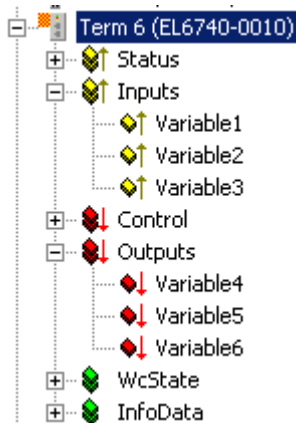 Term 6 (EL6740-0010)
Status
Inputs
Variable1
Variable2
Variable3
Control
Outputs
Variable4
Variable5
Variable6
WcState
InfoData